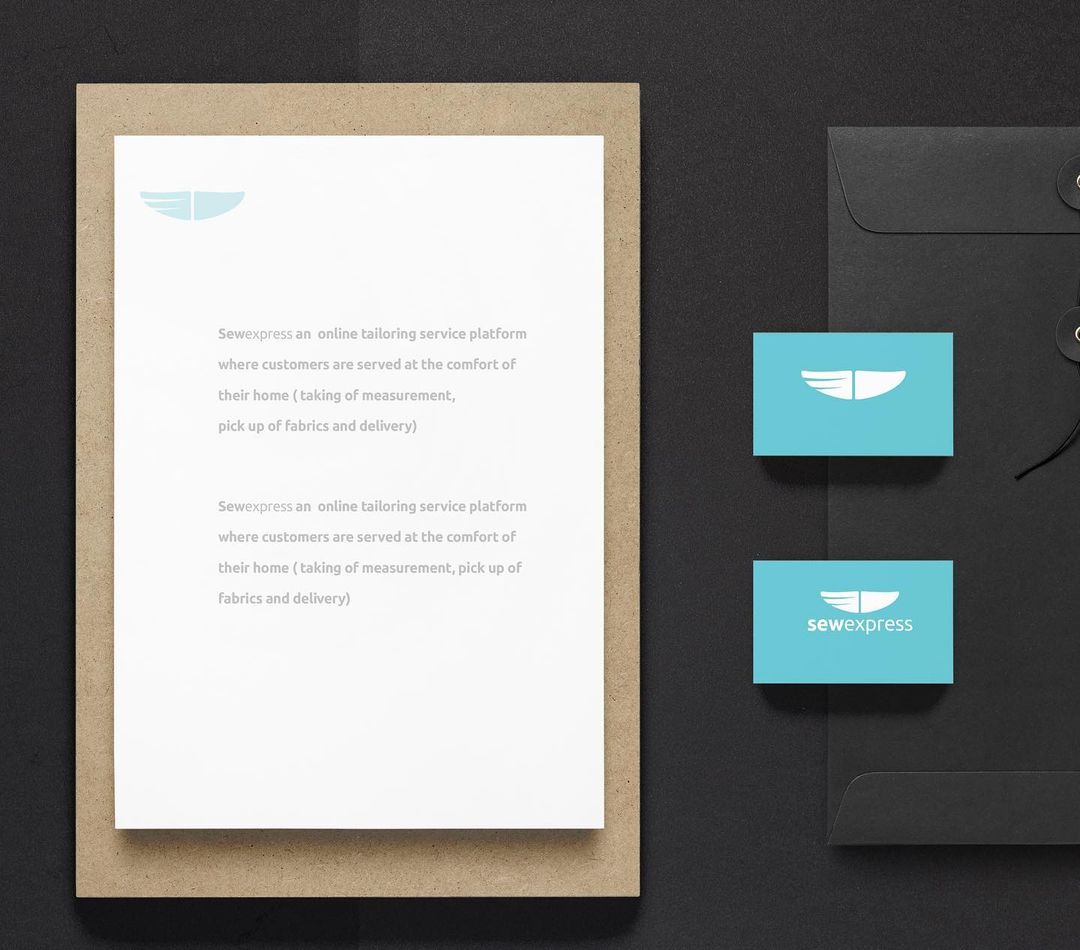 Sewexpress an  online tailoring service platform
where customers are served at the comfort of
their home ( taking of measurement,
pick up of fabrics and delivery)
Sewexpress an  online tailoring service platform
where customers are served at the comfort of
their home ( taking of measurement, pick up of
fabrics and delivery)
sewexpress